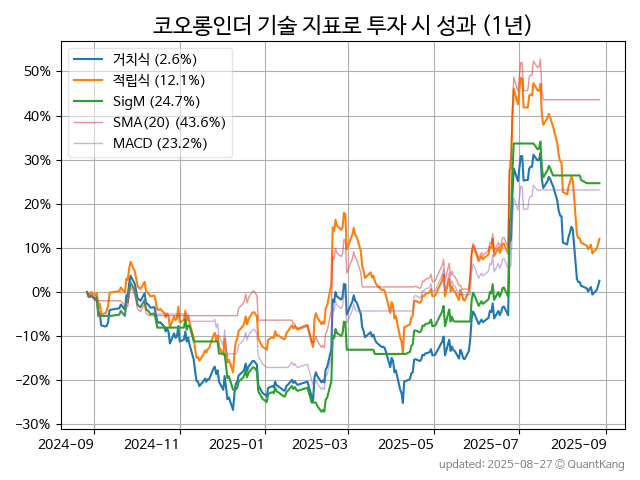 코오롱인더 기술 지표로 투자 시 성과 (1년)
거치식 (2.6%)
적립식 (12.1%)
SigM (24.7%)
SMA(20) (43.6%)
MACD (23.2%)
50%
40%
30%
20%
10%
0%
−10%
−20%
−30%
2024-09 2024-11 2025-01 2025-03 2025-05 2025-07 2025-09
updated: 2025-08-27 © QuantKang